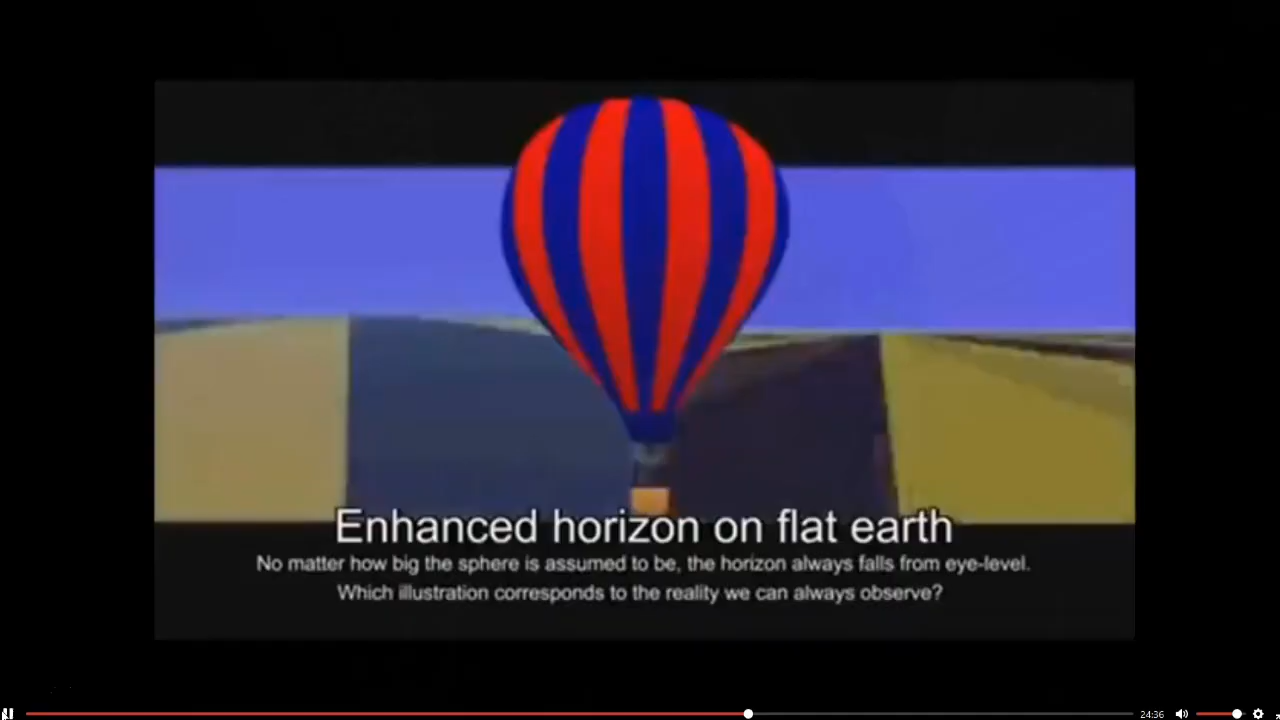 Enhanced horizon on flat earth
No matter how big the sphere is assumed to be, the horizon always falls from eye-level.
Which illustration corresponds to the reality we can always observe?
24:36